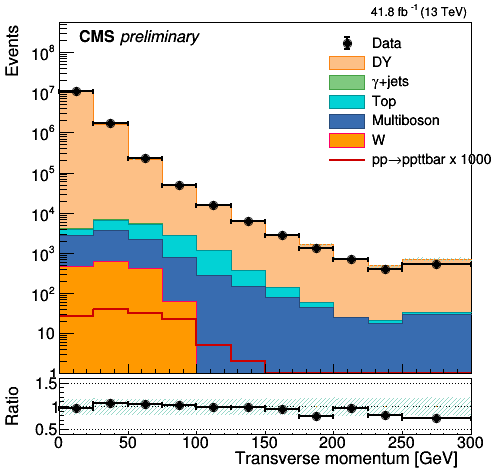 41.8 fb⁻¹ (13 TeV)
CMS preliminary
Events
10⁸
10⁷
10⁶
10⁵
10⁴
10³
10²
10
1
Data
DY
γ+jets
Top
Multiboson
W
pp→ppttbar x 1000
Ratio
1.5
1
0.5
0 50 100 150 200 250 300
Transverse momentum [GeV]